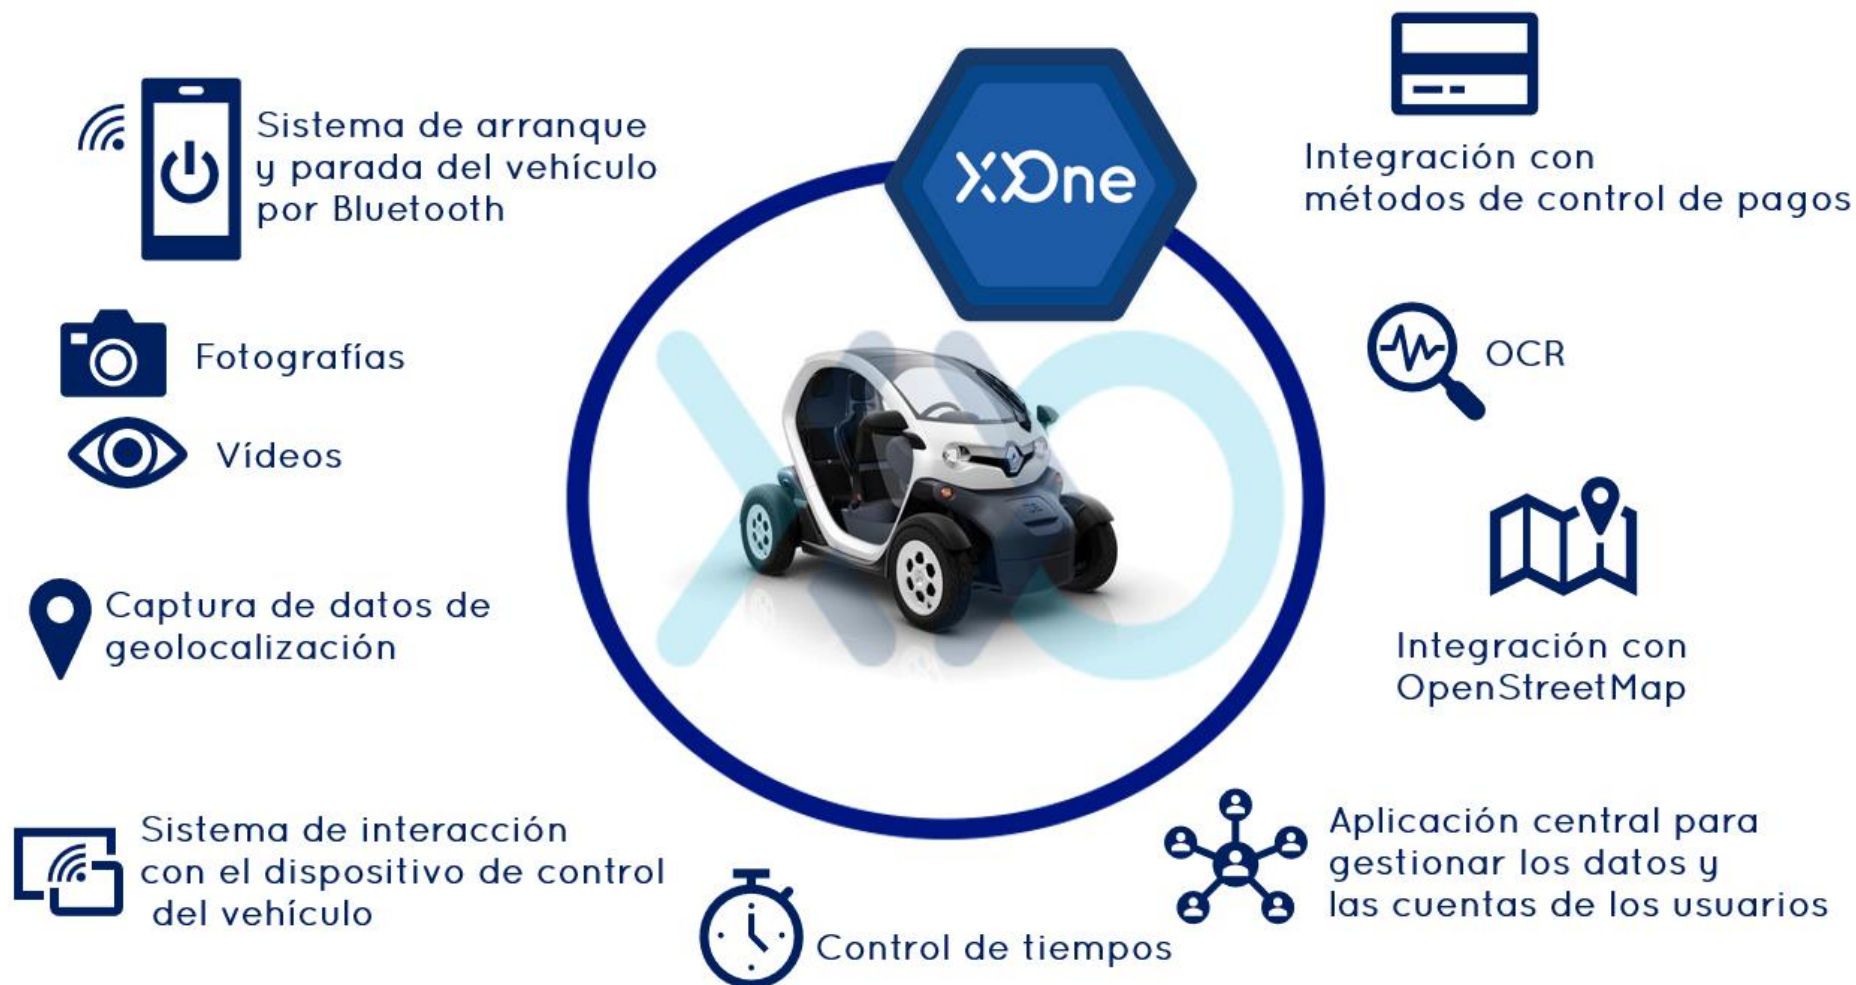 Sistema de arranque
y parada del vehículo
por Bluetooth
Fotografías
Vídeos
Captura de datos de
geolocalización
Sistema de interacción
con el dispositivo de control
del vehículo
Control de tiempos
XOne
Integración con
métodos de control de pagos
OCR
Integración con
OpenStreetMap
Aplicación central para
gestionar los datos y
las cuentas de los usuarios